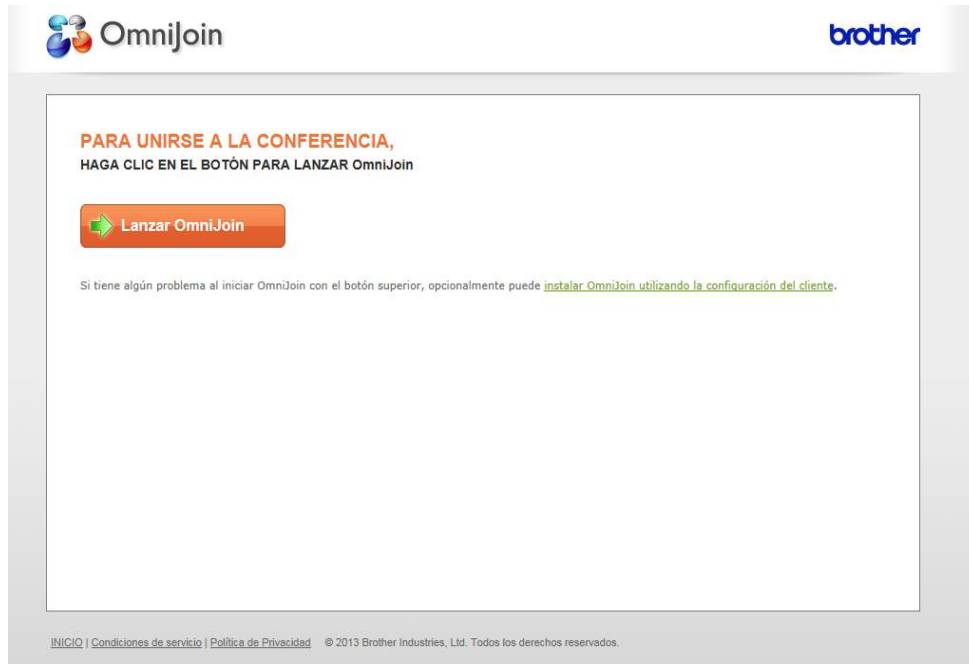 OmniJoin
brother
PARA UNIRSE A LA CONFERENCIA,
HAGA CLIC EN EL BOTÓN PARA LANZAR OmniJoin
Lanzar OmniJoin
Si tiene algún problema al iniciar OmniJoin con el botón superior, opcionalmente puede instalar OmniJoin utilizando la configuración del cliente.
INICIO | Condiciones de servicio | Política de Privacidad © 2013 Brother Industries, Ltd. Todos los derechos reservados.